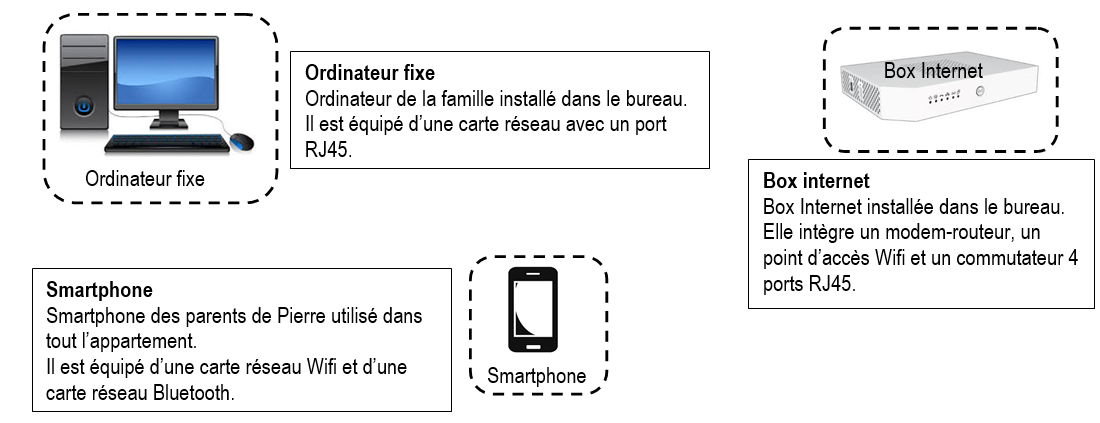 Ordinateur fixe
Ordinateur fixe
Ordinateur de la famille installé dans le bureau.
Il est équipé d'une carte réseau avec un port
RJ45.
Box Internet
Box internet
Box Internet installée dans le bureau.
Elle intègre un modem-routeur, un
point d'accès Wifi et un commutateur 4
ports RJ45.
Smartphone
Smartphone des parents de Pierre utilisé dans
tout l'appartement.
Il est équipé d'une carte réseau Wifi et d'une
carte réseau Bluetooth.
Smartphone